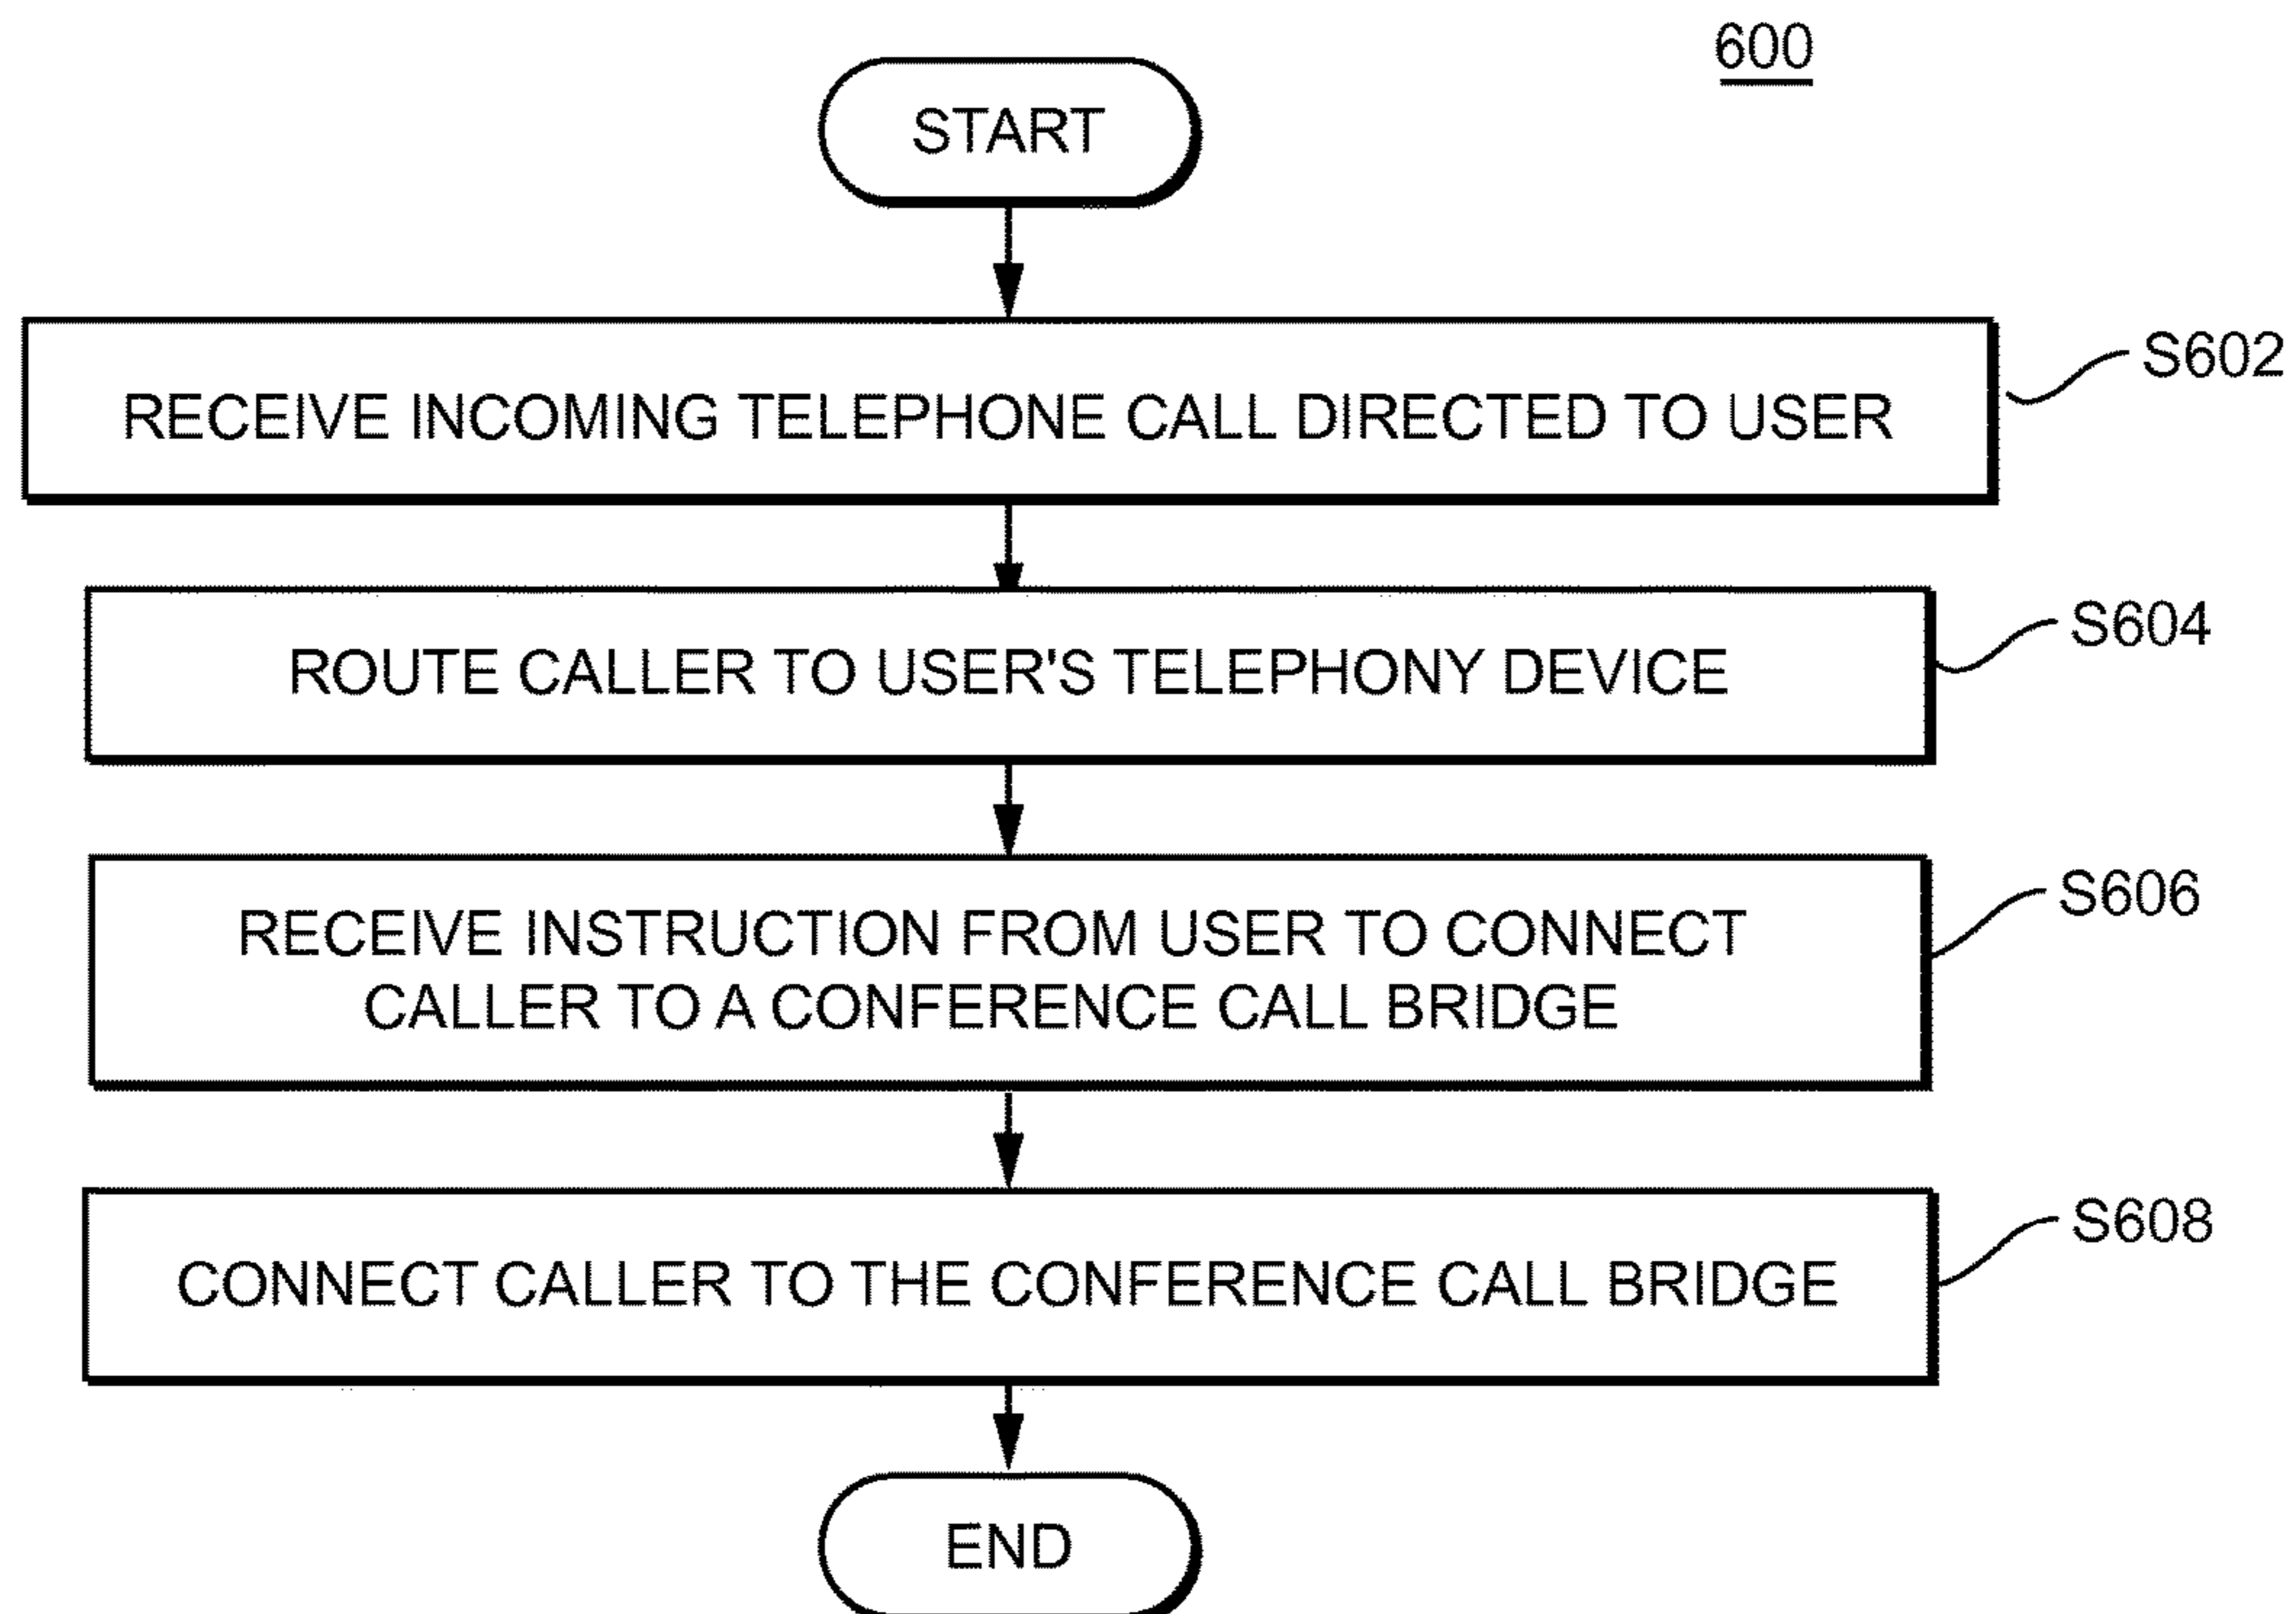 600
START
RECEIVE INCOMING TELEPHONE CALL DIRECTED TO USER
S602
ROUTE CALLER TO USER'S TELEPHONY DEVICE
S604
RECEIVE INSTRUCTION FROM USER TO CONNECT
CALLER TO A CONFERENCE CALL BRIDGE
S606
CONNECT CALLER TO THE CONFERENCE CALL BRIDGE
S608
END